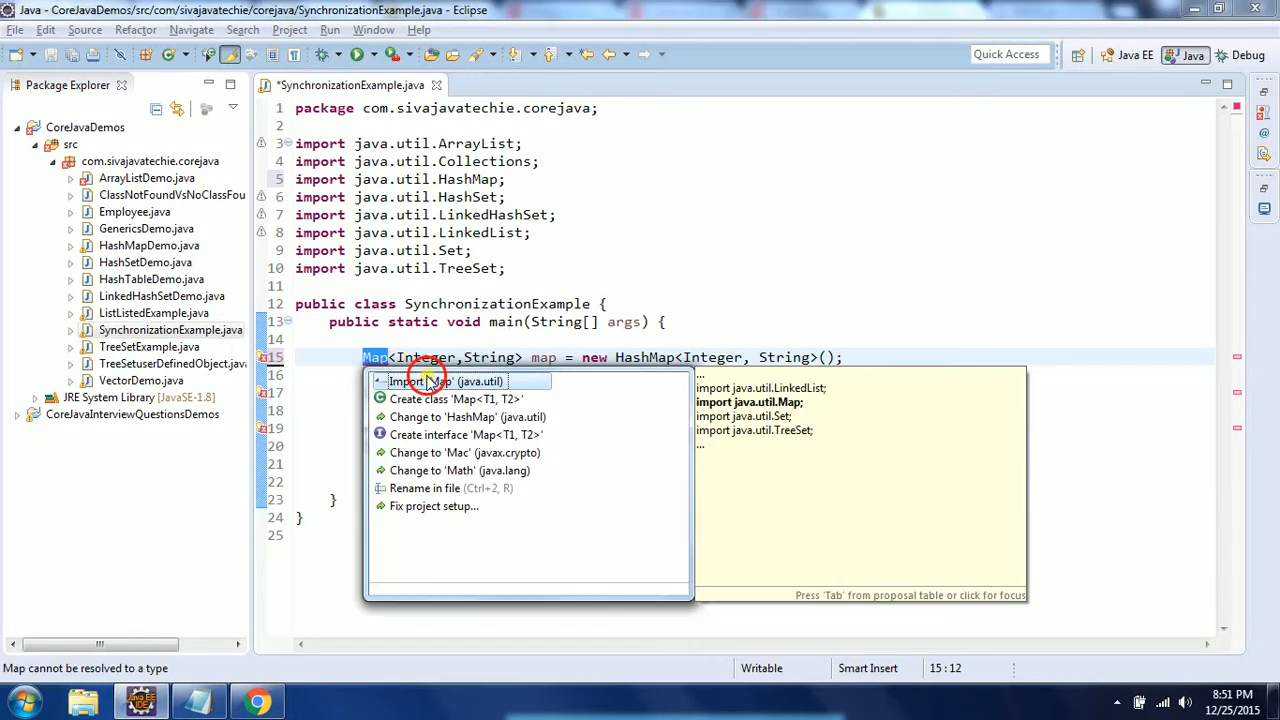 Java - CoreJavaDemos/src/com/sivajavatechie/corejava/SynchronizationExample.java - Eclipse
File Edit Source Refactor Navigate Search Project Run Window Help
Quick Access Java EE Java Debug
Package Explorer
*SynchronizationExample.java
CoreJavaDemos
src
com.sivajavatechie.corejava
ArrayListDemo.java
ClassNotFoundVsNoClassFou
Employee.java
GenericsDemo.java
HashMapDemo.java
HashSetDemo.java
HashTableDemo.java
LinkedHashSetDemo.java
ListListedExample.java
SynchronizationExample.java
TreeSetExample.java
TreeSetuserDefinedObject.java
VectorDemo.java
JRE System Library [JavaSE-1.8]
CoreJavaInterviewQuestionsDemos
1 package com.sivajavatechie.corejava;
2
3 import java.util.ArrayList;
4 import java.util.Collections;
5 import java.util.HashMap;
6 import java.util.HashSet;
7 import java.util.LinkedHashSet;
8 import java.util.LinkedList;
9 import java.util.Set;
10 import java.util.TreeSet;
11
12 public class SynchronizationExample {
13 public static void main(String[] args) {
15 Map<Integer,String> map = new HashMap<Integer, String>();
16
17
18
19
20
21
22
23 }
24 }
25
Import 'Map' (java.util)
Create class 'Map<T1, T2>'
Change to 'HashMap' (java.util)
Create interface 'Map<T1, T2>'
Change to 'Mac' (javax.crypto)
Change to 'Math' (java.lang)
Rename in file (Ctrl+2, R)
Fix project setup...
...
import java.util.LinkedList;
import java.util.Map;
import java.util.Set;
import java.util.TreeSet;
...
Press 'Tab' from proposal table or click for focus
Map cannot be resolved to a type
Writable
Smart Insert
15 : 12
8:51 PM
12/25/2015